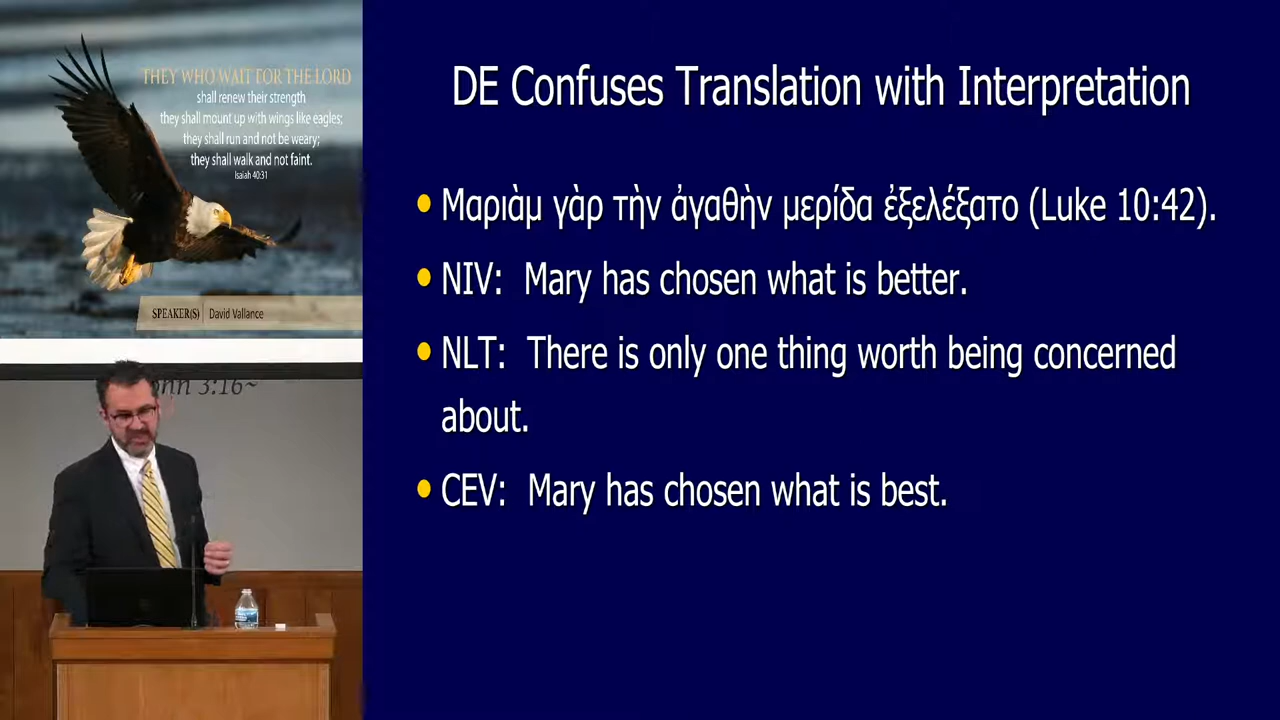 THEY WHO WAIT FOR THE LORD
shall renew their strength
they shall mount up with wings like eagles;
they shall run and not be weary;
they shall walk and not faint.
Isaiah 40:31
SPEAKER(S) David Vallance
3:16~
DE Confuses Translation with Interpretation
• Μαριὰμ γὰρ τὴν ἀγαθὴν μερίδα ἐξελέξατο (Luke 10:42).
• NIV: Mary has chosen what is better.
• NLT: There is only one thing worth being concerned
about.
• CEV: Mary has chosen what is best.